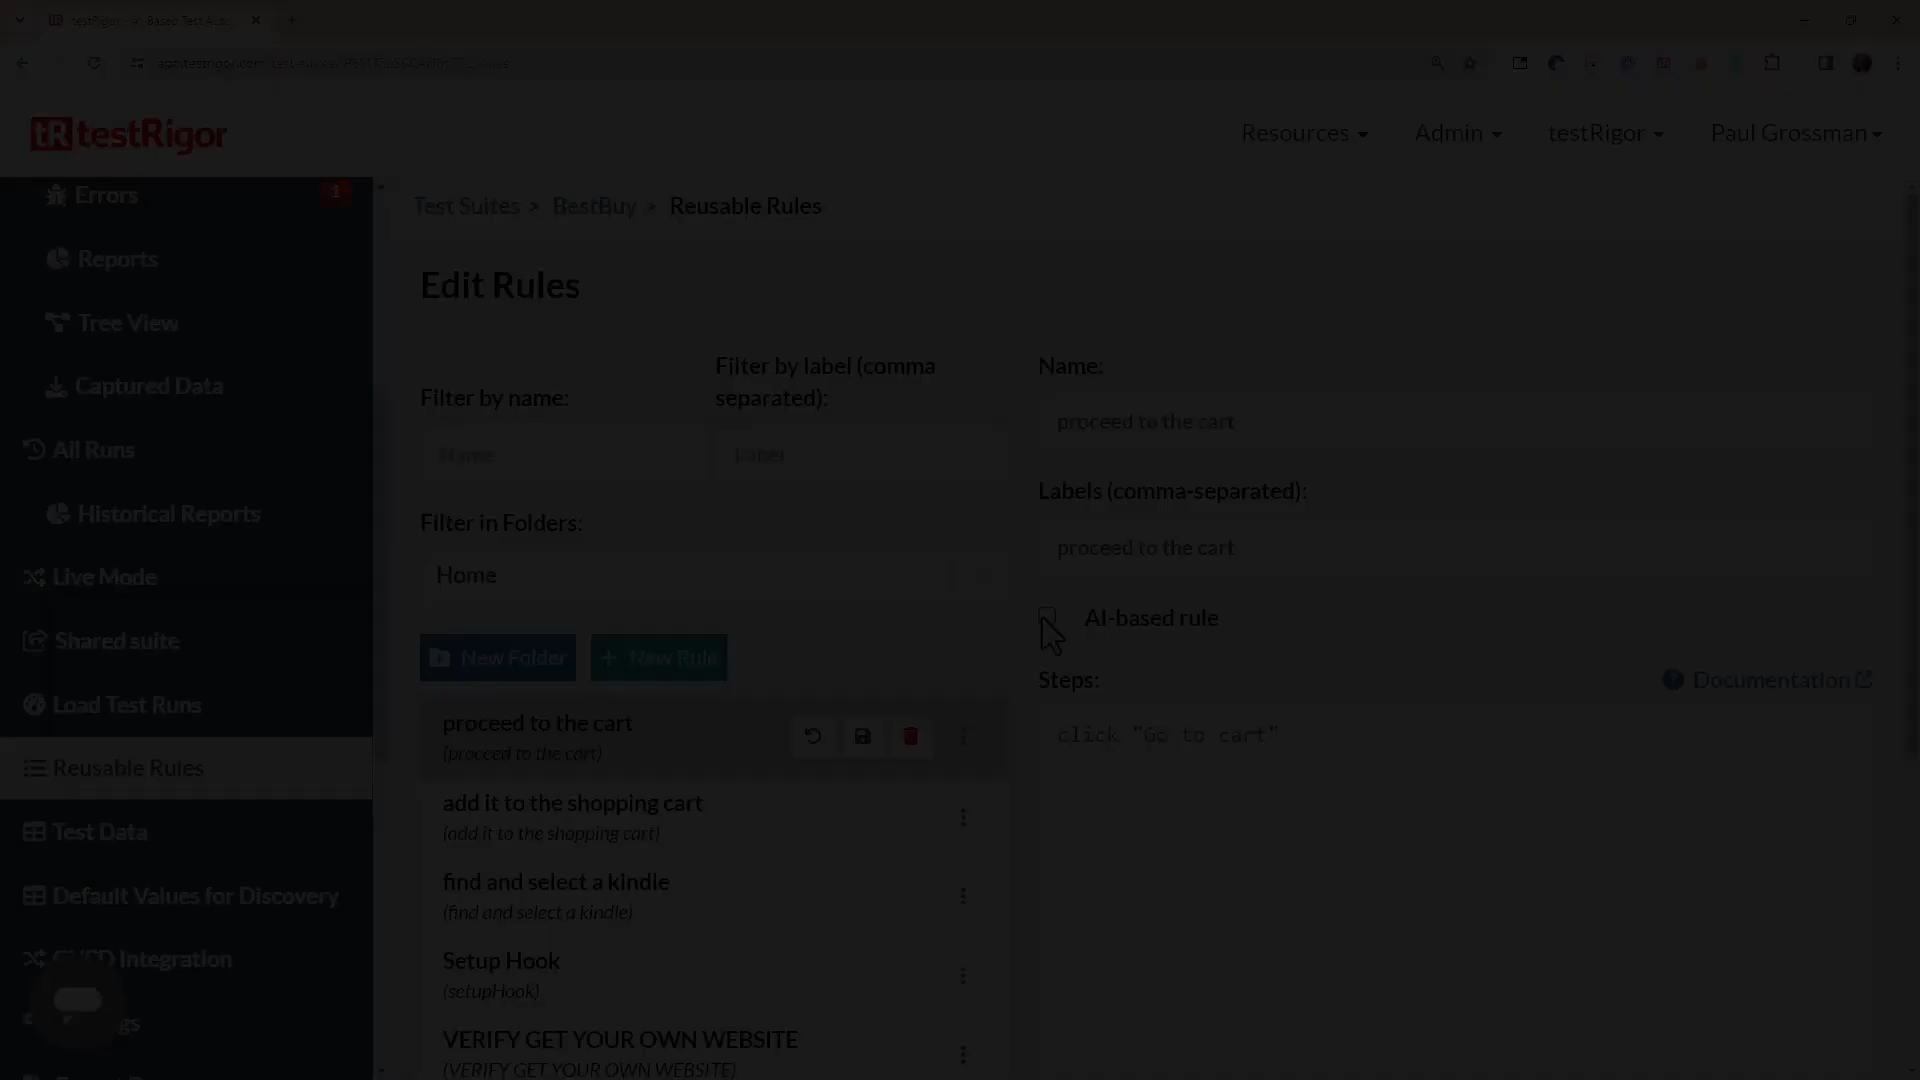 testRigor - AI-Based Test Auto
tR testRigor
Resources
Admin
testRigor
Paul Grossman
Errors
1
Reports
Tree View
Captured Data
All Runs
Historical Reports
Live Mode
Shared suite
Load Test Runs
Reusable Rules
Test Data
Default Values for Discovery
Integration
Test Suites > BestBuy > Reusable Rules
Edit Rules
Filter by name:
Name
Filter by label (comma
separated):
Label
Filter in Folders:
Home
New Folder
+ New Rule
proceed to the cart
(proceed to the cart)
add it to the shopping cart
(add it to the shopping cart)
find and select a kindle
(find and select a kindle)
Setup Hook
(setupHook)
VERIFY GET YOUR OWN WEBSITE
(VERIFY GET YOUR OWN WEBSITE)
Name:
proceed to the cart
Labels (comma-separated):
proceed to the cart
AI-based rule
Steps:
Documentation
click "Go to cart"